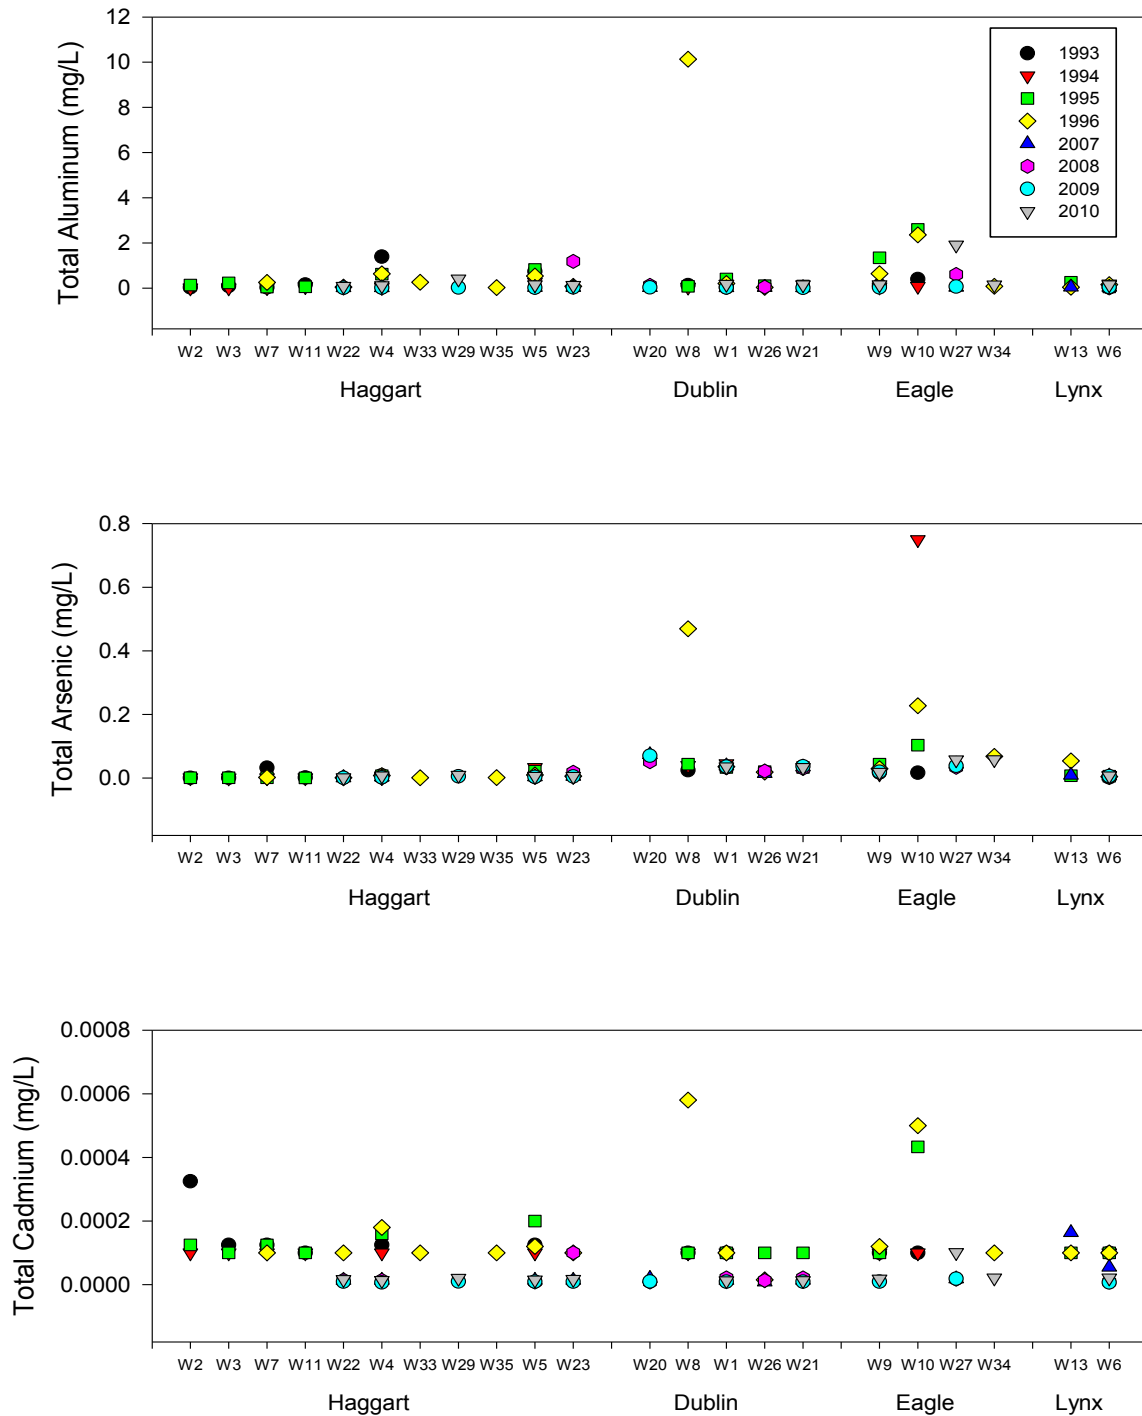 Total Aluminum (mg/L)
12
10
8
6
4
2
0
1993
1994
1995
1996
2007
2008
2009
2010
W2 W3 W7 W11 W22 W4 W33 W29 W35 W5 W23 W20 W8 W1 W26 W21 W9 W10 W27 W34 W13 W6
Haggart Dublin Eagle Lynx
Total Arsenic (mg/L)
0.8
0.6
0.4
0.2
0.0
W2 W3 W7 W11 W22 W4 W33 W29 W35 W5 W23 W20 W8 W1 W26 W21 W9 W10 W27 W34 W13 W6
Haggart Dublin Eagle Lynx
Total Cadmium (mg/L)
0.0008
0.0006
0.0004
0.0002
0.0000
W2 W3 W7 W11 W22 W4 W33 W29 W35 W5 W23 W20 W8 W1 W26 W21 W9 W10 W27 W34 W13 W6
Haggart Dublin Eagle Lynx